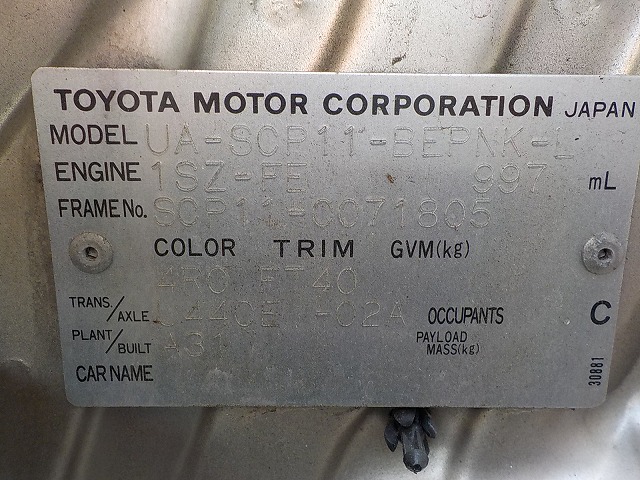 TOYOTA MOTOR CORPORATION JAPAN
MODEL UA-SCP11-BEPNK-L
ENGINE 1SZ-FE 997 mL
FRAME No. SCP11-0071805
COLOR TRIM GVM(kg)
4R0 FT40
TRANS./AXLE U440E -02A OCCUPANTS C
PLANT/BUILT A31 PAYLOAD MASS(kg)
CAR NAME
30881